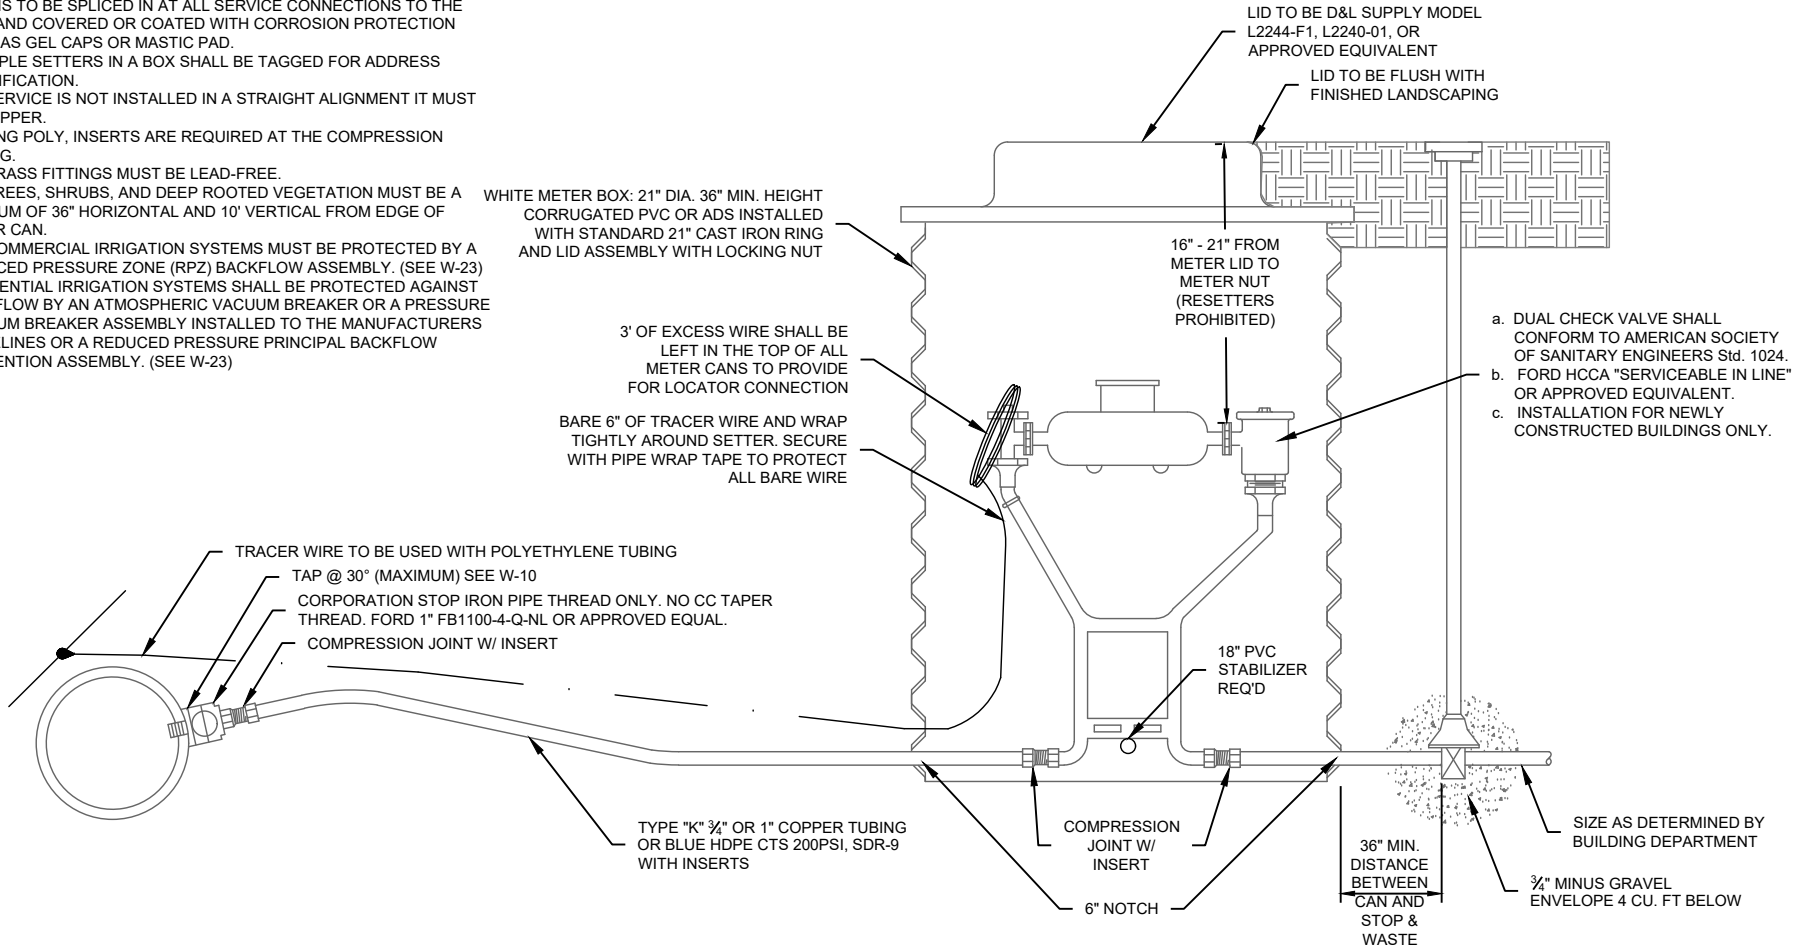 IS TO BE SPLICED IN AT ALL SERVICE CONNECTIONS TO THE
AND COVERED OR COATED WITH CORROSION PROTECTION
AS GEL CAPS OR MASTIC PAD.
PLE SETTERS IN A BOX SHALL BE TAGGED FOR ADDRESS
IFICATION.
ERVICE IS NOT INSTALLED IN A STRAIGHT ALIGNMENT IT MUST
PPER.
NG POLY, INSERTS ARE REQUIRED AT THE COMPRESSION
G.
RASS FITTINGS MUST BE LEAD-FREE.
REES, SHRUBS, AND DEEP ROOTED VEGETATION MUST BE A
UM OF 36" HORIZONTAL AND 10' VERTICAL FROM EDGE OF
R CAN.
OMMERCIAL IRRIGATION SYSTEMS MUST BE PROTECTED BY A
CED PRESSURE ZONE (RPZ) BACKFLOW ASSEMBLY. (SEE W-23)
ENTIAL IRRIGATION SYSTEMS SHALL BE PROTECTED AGAINST
FLOW BY AN ATMOSPHERIC VACUUM BREAKER OR A PRESSURE
UM BREAKER ASSEMBLY INSTALLED TO THE MANUFACTURERS
LINES OR A REDUCED PRESSURE PRINCIPAL BACKFLOW
ENTION ASSEMBLY. (SEE W-23)
LID TO BE D&L SUPPLY MODEL
L2244-F1, L2240-01, OR
APPROVED EQUIVALENT
LID TO BE FLUSH WITH
FINISHED LANDSCAPING
WHITE METER BOX: 21" DIA. 36" MIN. HEIGHT
CORRUGATED PVC OR ADS INSTALLED
WITH STANDARD 21" CAST IRON RING
AND LID ASSEMBLY WITH LOCKING NUT
16" - 21" FROM
METER LID TO
METER NUT
(RESETTERS
PROHIBITED)
3' OF EXCESS WIRE SHALL BE
LEFT IN THE TOP OF ALL
METER CANS TO PROVIDE
FOR LOCATOR CONNECTION
a. DUAL CHECK VALVE SHALL
CONFORM TO AMERICAN SOCIETY
OF SANITARY ENGINEERS Std. 1024.
b. FORD HCCA "SERVICEABLE IN LINE"
OR APPROVED EQUIVALENT.
c. INSTALLATION FOR NEWLY
CONSTRUCTED BUILDINGS ONLY.
BARE 6" OF TRACER WIRE AND WRAP
TIGHTLY AROUND SETTER. SECURE
WITH PIPE WRAP TAPE TO PROTECT
ALL BARE WIRE
TRACER WIRE TO BE USED WITH POLYETHYLENE TUBING
TAP @ 30° (MAXIMUM) SEE W-10
CORPORATION STOP IRON PIPE THREAD ONLY. NO CC TAPER
THREAD. FORD 1" FB1100-4-Q-NL OR APPROVED EQUAL.
COMPRESSION JOINT W/ INSERT
18" PVC
STABILIZER
REQ'D
TYPE "K" ¾" OR 1" COPPER TUBING
OR BLUE HDPE CTS 200PSI, SDR-9
WITH INSERTS
COMPRESSION
JOINT W/
INSERT
6" NOTCH
36" MIN.
DISTANCE
BETWEEN
CAN AND
STOP &
WASTE
SIZE AS DETERMINED BY
BUILDING DEPARTMENT
¾" MINUS GRAVEL
ENVELOPE 4 CU. FT BELOW